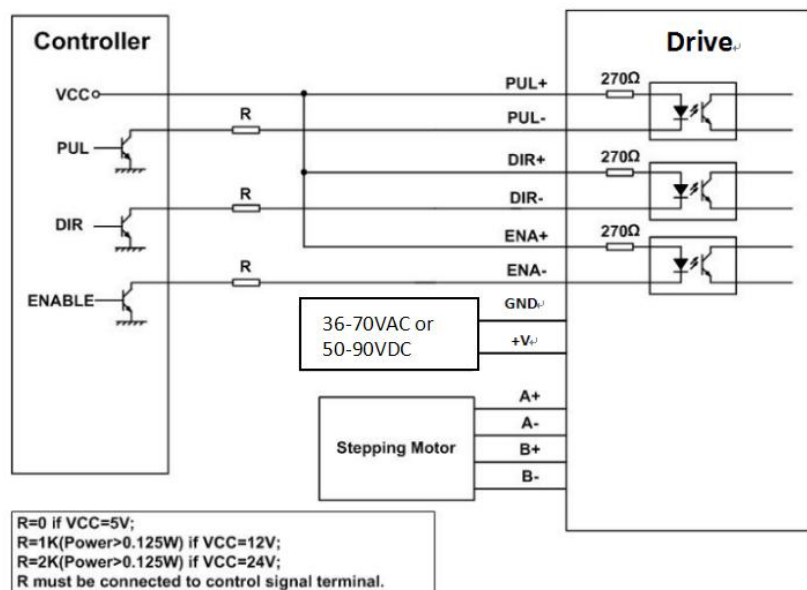 Controller
Drive
VCC
PUL
DIR
ENABLE
R
R
R
PUL+
PUL-
DIR+
DIR-
ENA+
ENA-
GND
+V
270Ω
270Ω
270Ω
36-70VAC or
50-90VDC
Stepping Motor
A+
A-
B+
B-
R=0 if VCC=5V;
R=1K(Power>0.125W) if VCC=12V;
R=2K(Power>0.125W) if VCC=24V;
R must be connected to control signal terminal.